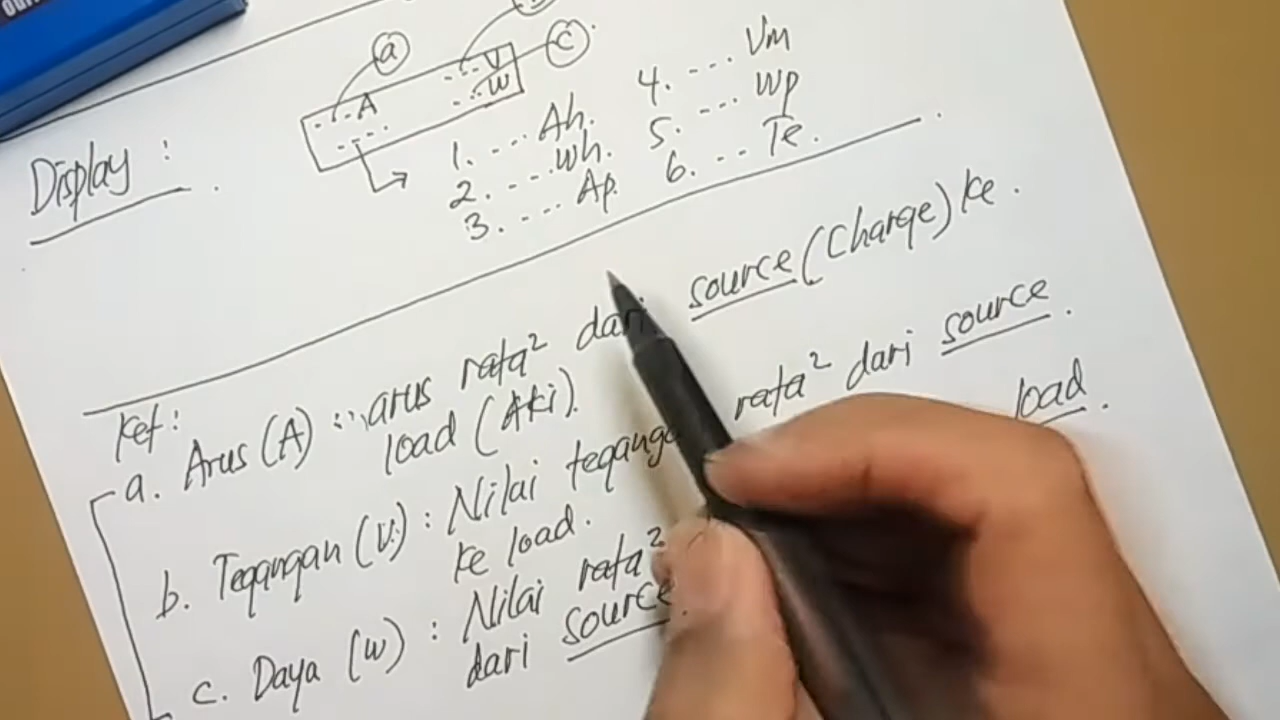 a
c
V
A
W
Display :
1. ... Ah.
2. ... Wh.
3. .... Ap.
4. ... Vm
5. ... Wp
6. ... Te.
Ket :
a. Arus (A) : arus rata² dari source (Charge) ke
load (Aki).
b. Tegangan (V) : Nilai rata² dari source
ke load.
c. Daya (W) : Nilai rata² load
dari source.